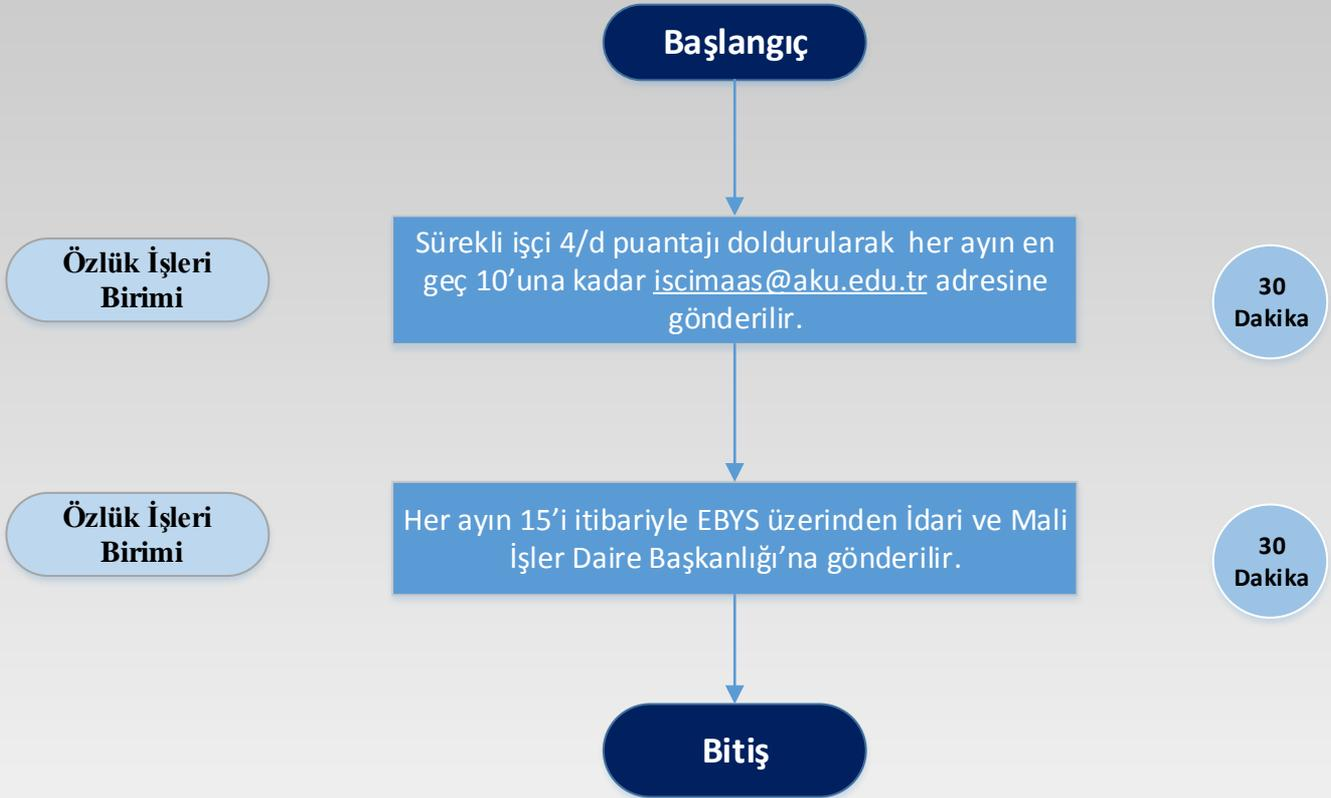 Başlangıç
Özlük İşleri
Birimi
Sürekli işçi 4/d puantajı doldurularak her ayın en
geç 10’una kadar iscimaas@aku.edu.tr adresine
gönderilir.
30
Dakika
Özlük İşleri
Birimi
Her ayın 15’i itibariyle EBYS üzerinden İdari ve Mali
İşler Daire Başkanlığı’na gönderilir.
30
Dakika
Bitiş